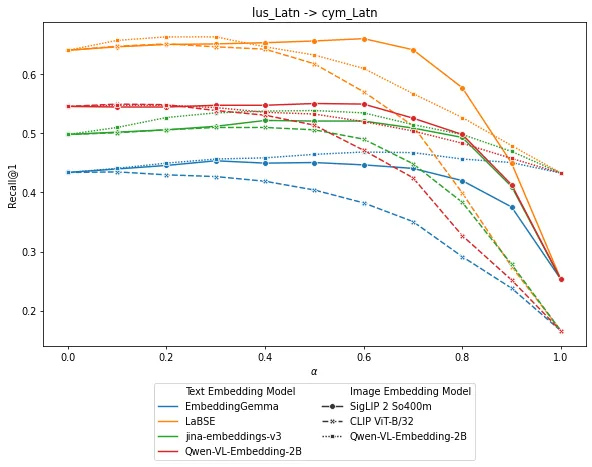 lus_Latn -> cym_Latn
Recall@1
0.6
0.5
0.4
0.3
0.2
0.0 0.2 0.4 0.6 0.8 1.0
α
Text Embedding Model
EmbeddingGemma
LaBSE
jina-embeddings-v3
Qwen-VL-Embedding-2B
Image Embedding Model
SigLIP 2 So400m
CLIP ViT-B/32
Qwen-VL-Embedding-2B